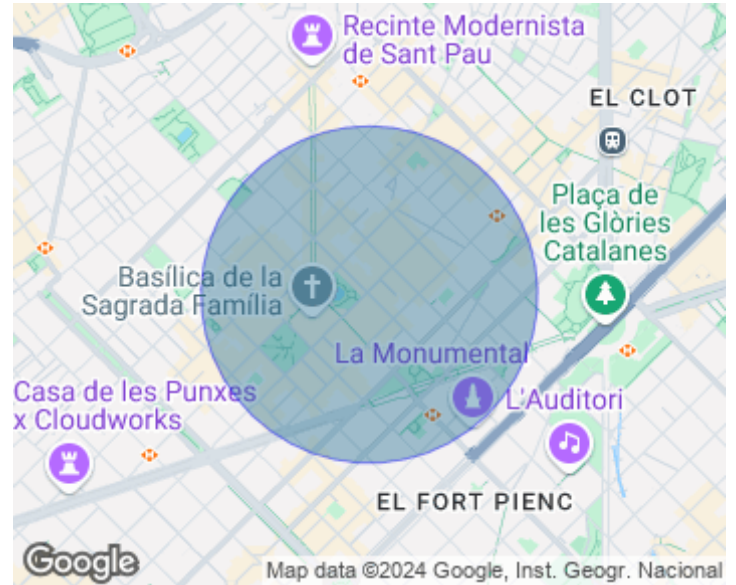 Recinte Modernista
de Sant Pau
EL CLOT
Plaça de
les Glòries
Catalanes
Basílica de la
Sagrada Família
La Monumental
Casa de les Punxes
x Cloudworks
L'Auditori
EL FORT PIENC
Google
Map data ©2024 Google, Inst. Geogr. Nacional